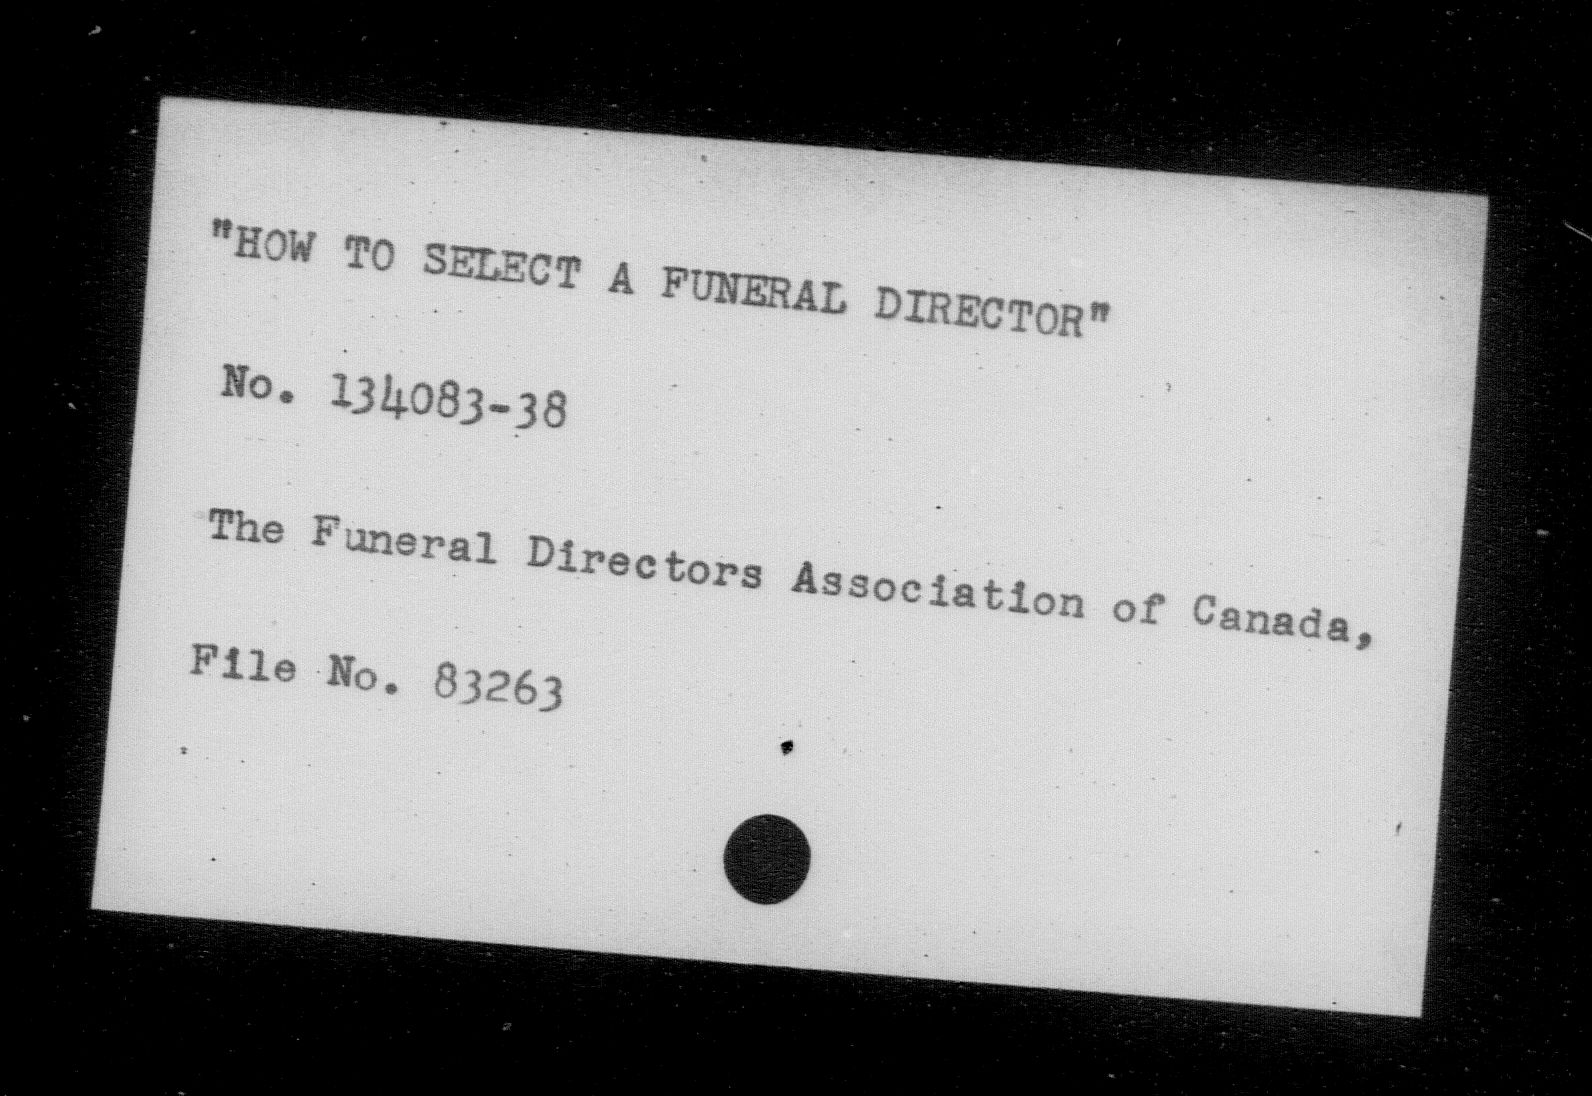 "HOW TO SELECT A FUNERAL DIRECTOR"
No. 134083-38
The Funeral Directors Association of Canada,
File No. 83263